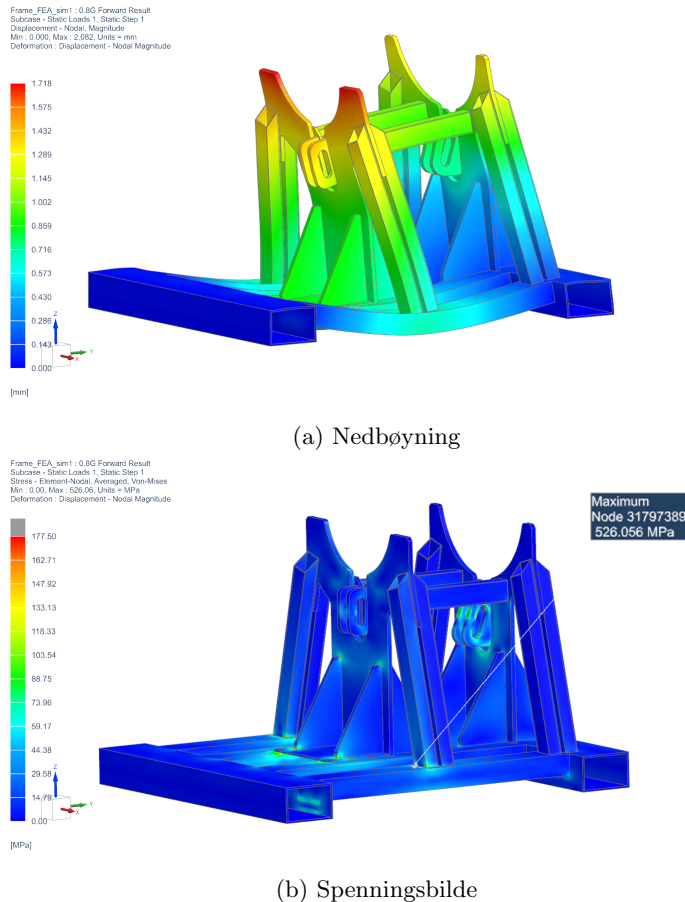 Frame_FEA_sim1 : 0.8G Forward Result
Subcase - Static Loads 1, Static Step 1
Displacement - Nodal, Magnitude
Min : 0.000, Max : 2.082, Units = mm
Deformation : Displacement - Nodal Magnitude
1.718
1.575
1.432
1.289
1.145
1.002
0.859
0.716
0.573
0.430
0.286
0.143
0.000
Z
Y
X
[mm]
(a) Nedbøyning
Frame_FEA_sim1 : 0.8G Forward Result
Subcase - Static Loads 1, Static Step 1
Stress - Element-Nodal, Averaged, Von-Mises
Min : 0.00, Max : 526.06, Units = MPa
Deformation : Displacement - Nodal Magnitude
Maximum
Node 31797389
526.056 MPa
177.50
162.71
147.92
133.13
118.33
103.54
88.75
73.96
59.17
44.38
29.58
14.79
0.00
Z
Y
X
[MPa]
(b) Spenningsbilde